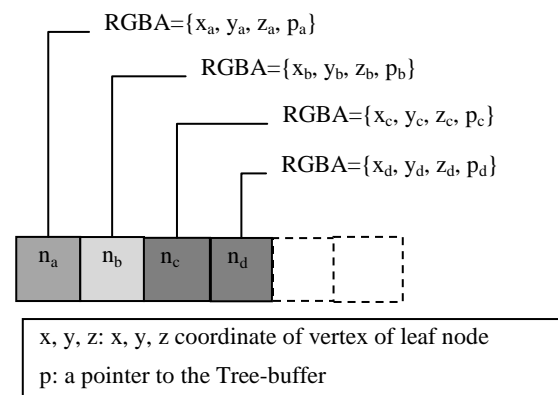 RGBA={xa, ya, za, pa}
RGBA={xb, yb, zb, pb}
RGBA={xc, yc, zc, pc}
RGBA={xd, yd, zd, pd}
na nb nc nd
x, y, z: x, y, z coordinate of vertex of leaf node
p: a pointer to the Tree-buffer